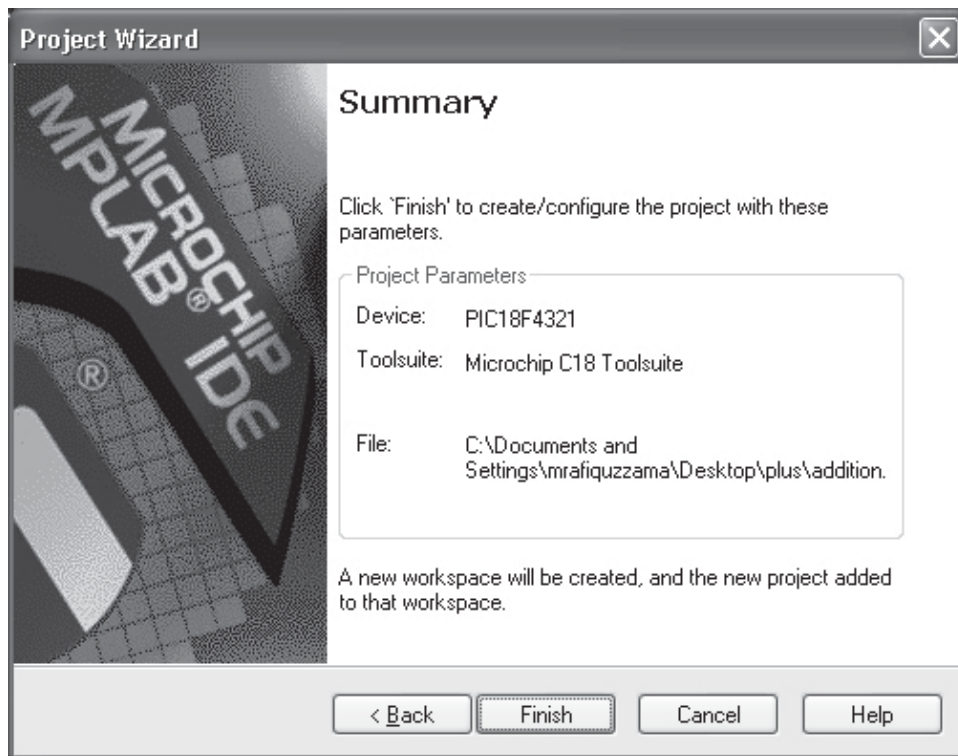 Project Wizard
MICROCHIP
MPLAB® IDE
®
Summary
Click `Finish' to create/configure the project with these
parameters.
Project Parameters
Device: PIC18F4321
Toolsuite: Microchip C18 Toolsuite
File: C:\Documents and
Settings\mrafiquzzama\Desktop\plus\addition.
A new workspace will be created, and the new project added
to that workspace.
< Back Finish Cancel Help